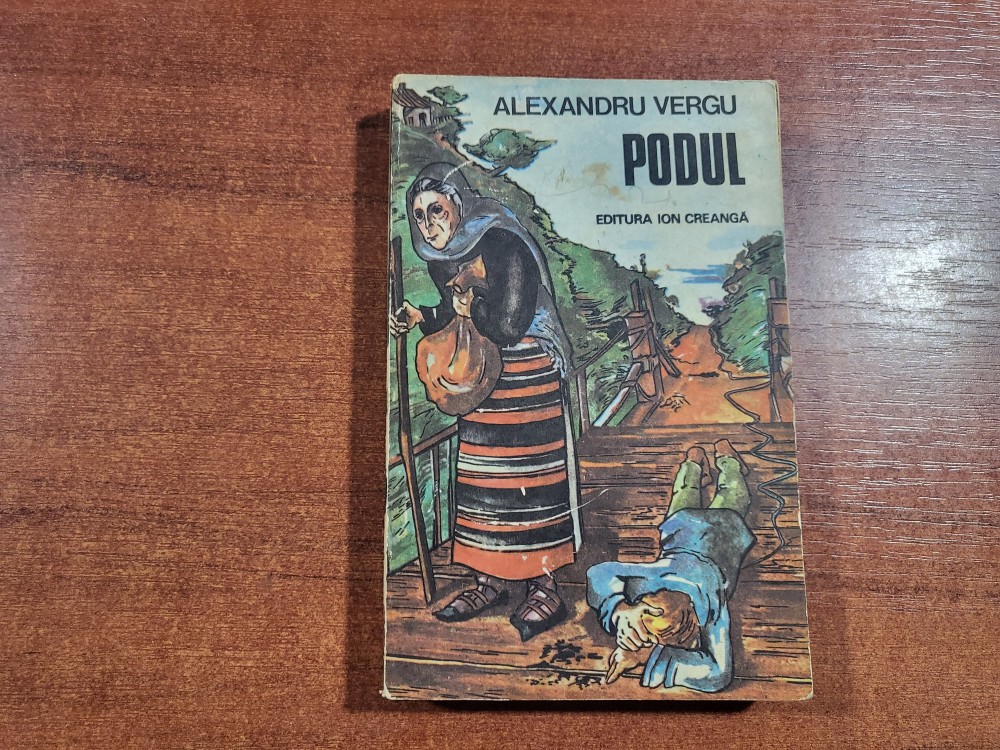 ALEXANDRU VERGU
PODUL
EDITURA ION CREANGĂ